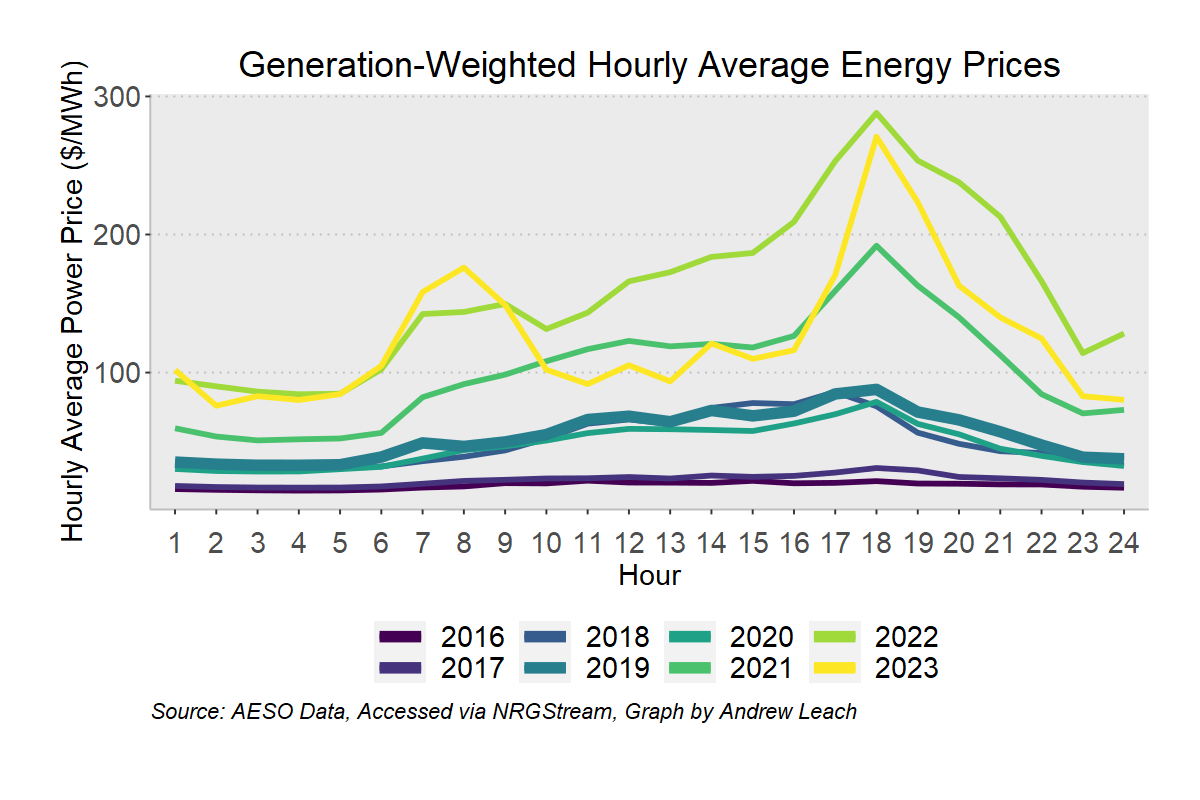 Generation-Weighted Hourly Average Energy Prices
Hourly Average Power Price ($/MWh)
300
200
100
1 2 3 4 5 6 7 8 9 10 11 12 13 14 15 16 17 18 19 20 21 22 23 24
Hour
2016 2018 2020 2022
2017 2019 2021 2023
Source: AESO Data, Accessed via NRGStream, Graph by Andrew Leach